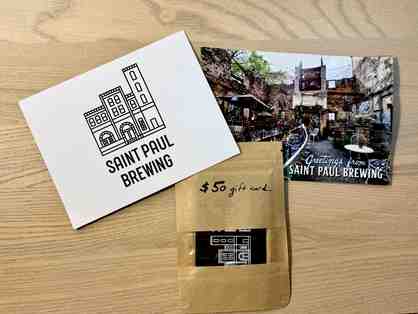 SAINT PAUL
BREWING
Greetings from
SAINT PAUL BREWING
$50 gift card